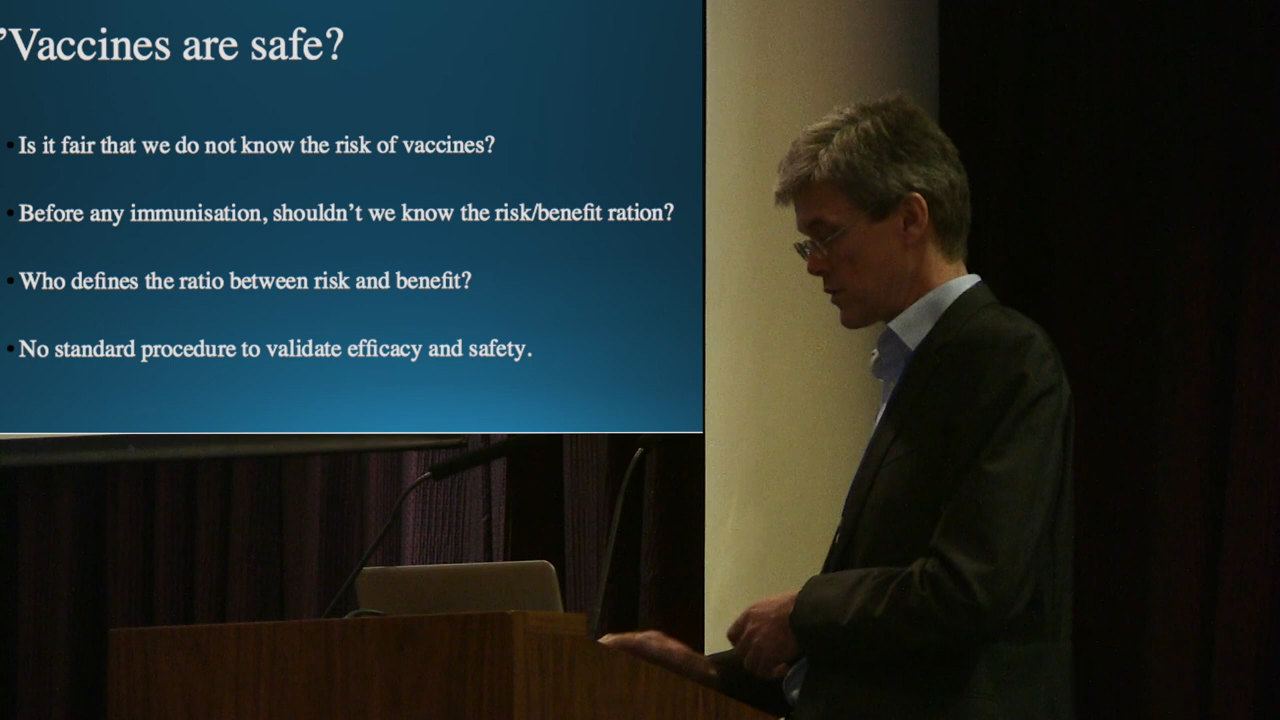 ’Vaccines are safe?
• Is it fair that we do not know the risk of vaccines?
• Before any immunisation, shouldn’t we know the risk/benefit ration?
• Who defines the ratio between risk and benefit?
• No standard procedure to validate efficacy and safety.